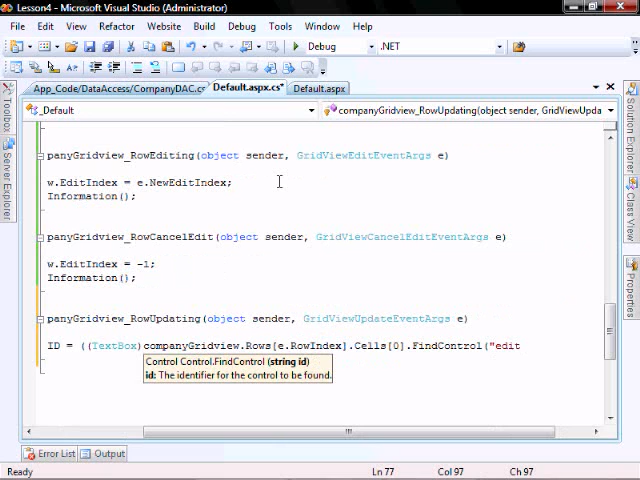 Lesson4 - Microsoft Visual Studio (Administrator)
File Edit View Refactor Website Build Debug Tools Window Help
Debug .NET
App_Code/DataAccess/CompanyDAC.cs Default.aspx.cs* Default.aspx
_Default companyGridview_RowUpdating(object sender, GridViewUpda
panyGridview_RowEditing(object sender, GridViewEditEventArgs e)
w.EditIndex = e.NewEditIndex;
Information();
panyGridview_RowCancelEdit(object sender, GridViewCancelEditEventArgs e)
w.EditIndex = -1;
Information();
panyGridview_RowUpdating(object sender, GridViewUpdateEventArgs e)
ID = ((TextBox)companyGridview.Rows[e.RowIndex].Cells[0].FindControl("edit
Control Control.FindControl (string id)
id: The identifier for the control to be found.
Toolbox
Server Explorer
Solution Explorer
Class View
Properties
Error List Output
Ready Ln 77 Col 97 Ch 97